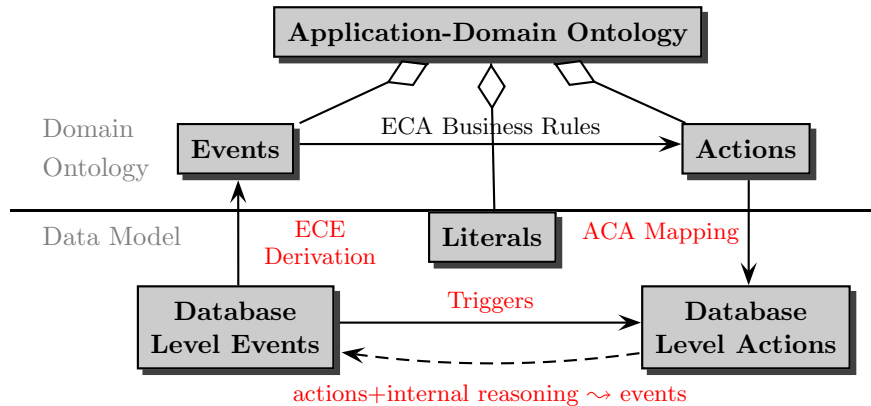 Application-Domain Ontology
Domain
Ontology
ECA Business Rules
Events
Actions
Data Model
ECE
Derivation
Literals
ACA Mapping
Database
Level Events
Triggers
Database
Level Actions
actions+internal reasoning ⤳ events